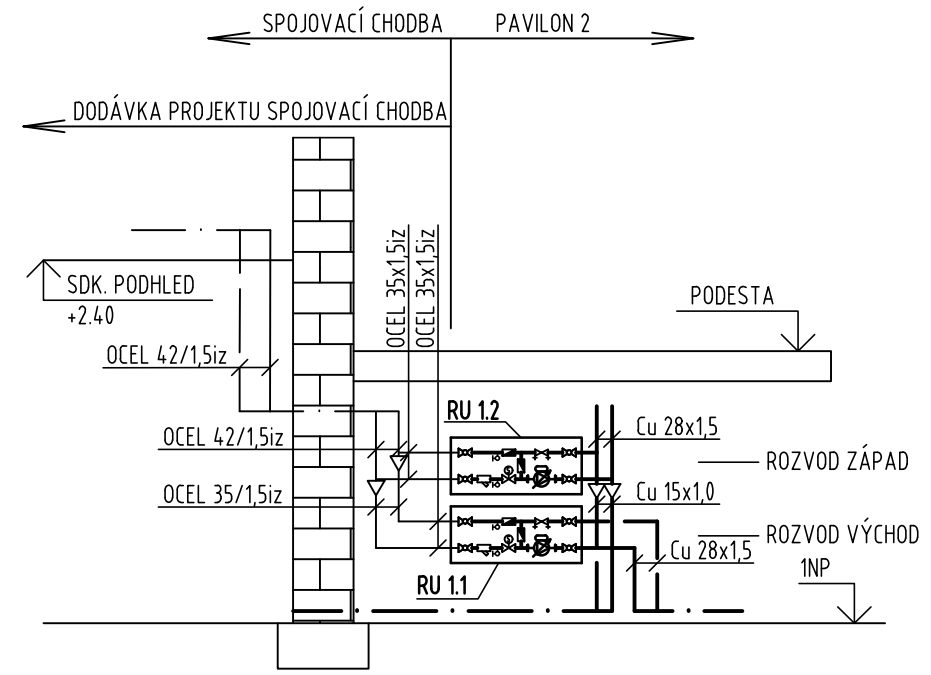 SPOJOVACÍ CHODBA
PAVILON 2
DODÁVKA PROJEKTU SPOJOVACÍ CHODBA
OCEL 35x1,5iz
OCEL 35x1,5iz
SDK. PODHLED
+2.40
PODESTA
OCEL 42/1,5iz
RU 1.2
Cu 28x1,5
OCEL 42/1,5iz
ROZVOD ZÁPAD
OCEL 35/1,5iz
Cu 15x1,0
ROZVOD VÝCHOD
Cu 28x1,5
1NP
RU 1.1